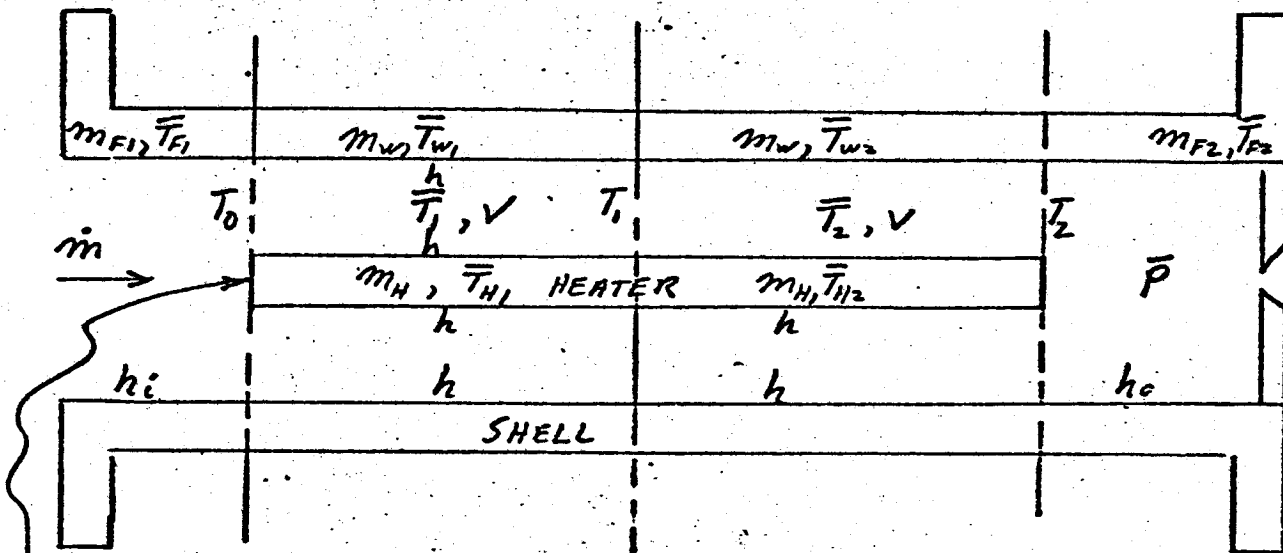 m_F1, T̿_F1 m_w, T̿_w1 m_w, T̿_w2 m_F2, T̿_F2
h
T_0 T̿_1, V T_1 T̿_2, V T_2
h
ṁ
m_H, T̿_H1 HEATER m_H, T̿_H2 P̄
h h
h_i h h h_o
SHELL